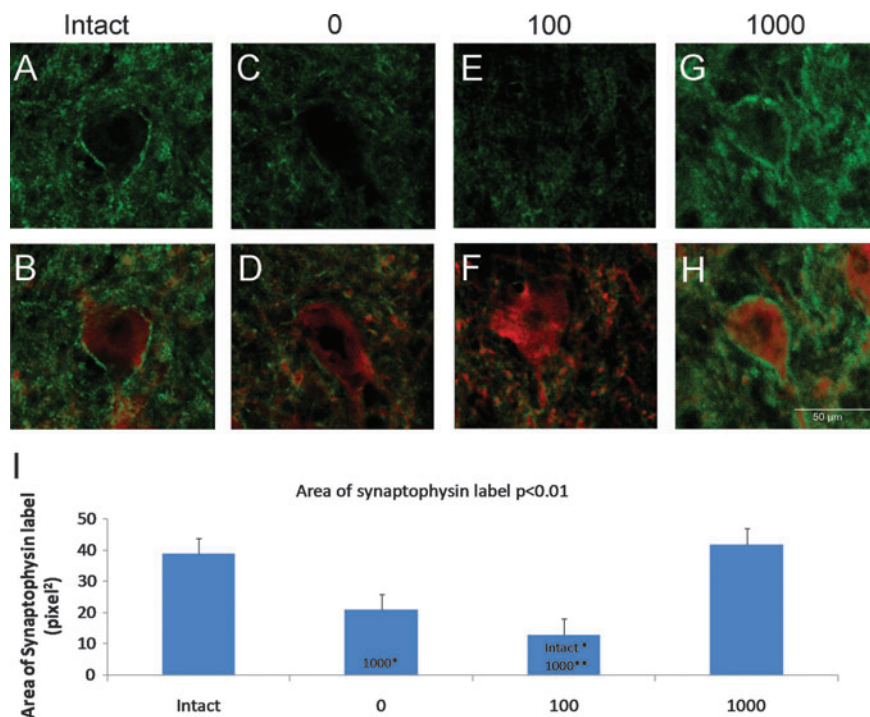 Intact 0 100 1000
A C E G
B D F H
50 µm
I
Area of synaptophysin label p<0.01
Area of Synaptophysin label
(pixel²)
50
40
30
20
10
0
1000*
Intact *
1000**
Intact 0 100 1000